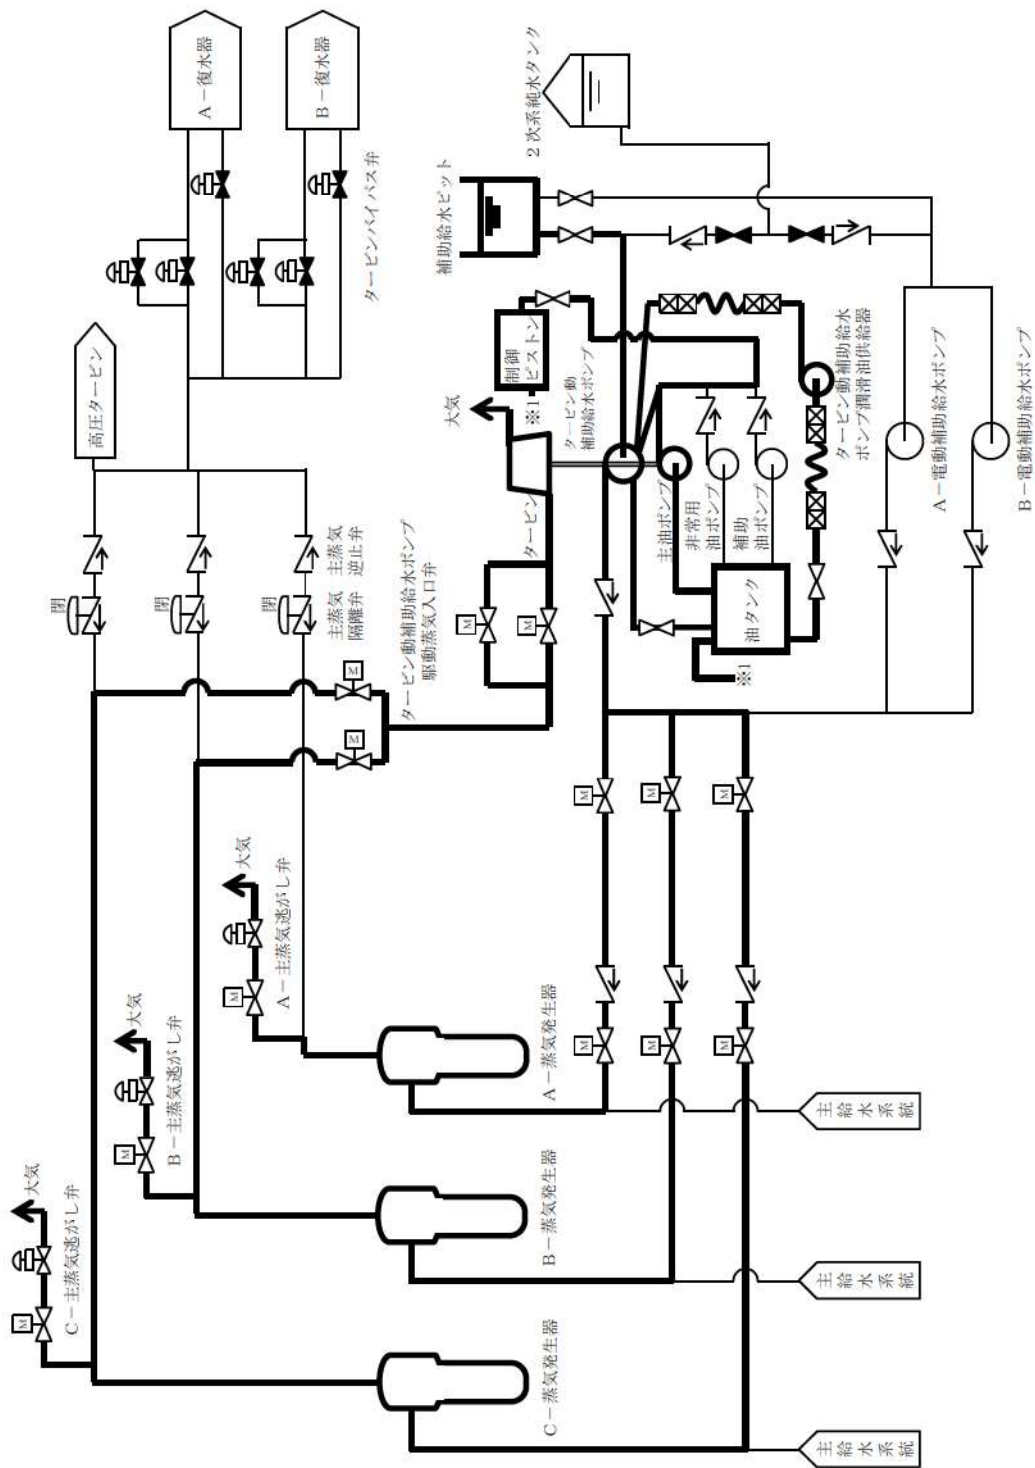 C－主蒸気逃がし弁
大気
M
B－主蒸気逃がし弁
大気
M
A－主蒸気逃がし弁
大気
M
閉
閉
閉
主蒸気
隔離弁
主蒸気
逆止弁
高圧タービン
A－復水器
B－復水器
タービンバイパス弁
タービン動補助給水ポンプ
駆動蒸気入口弁
M
M
M
M
タービン
大気
※1
制御
ピストン
タービン動
補助給水ポンプ
補助給水ピット
2次系純水タンク
主油ポンプ
非常用
油ポンプ
補助
油ポンプ
油タンク
※1
タービン動補助給水
ポンプ潤滑油供給器
A－電動補助給水ポンプ
B－電動補助給水ポンプ
C－蒸気発生器
B－蒸気発生器
A－蒸気発生器
M
M
M
M
M
M
主
給
水
系
統
主
給
水
系
統
主
給
水
系
統